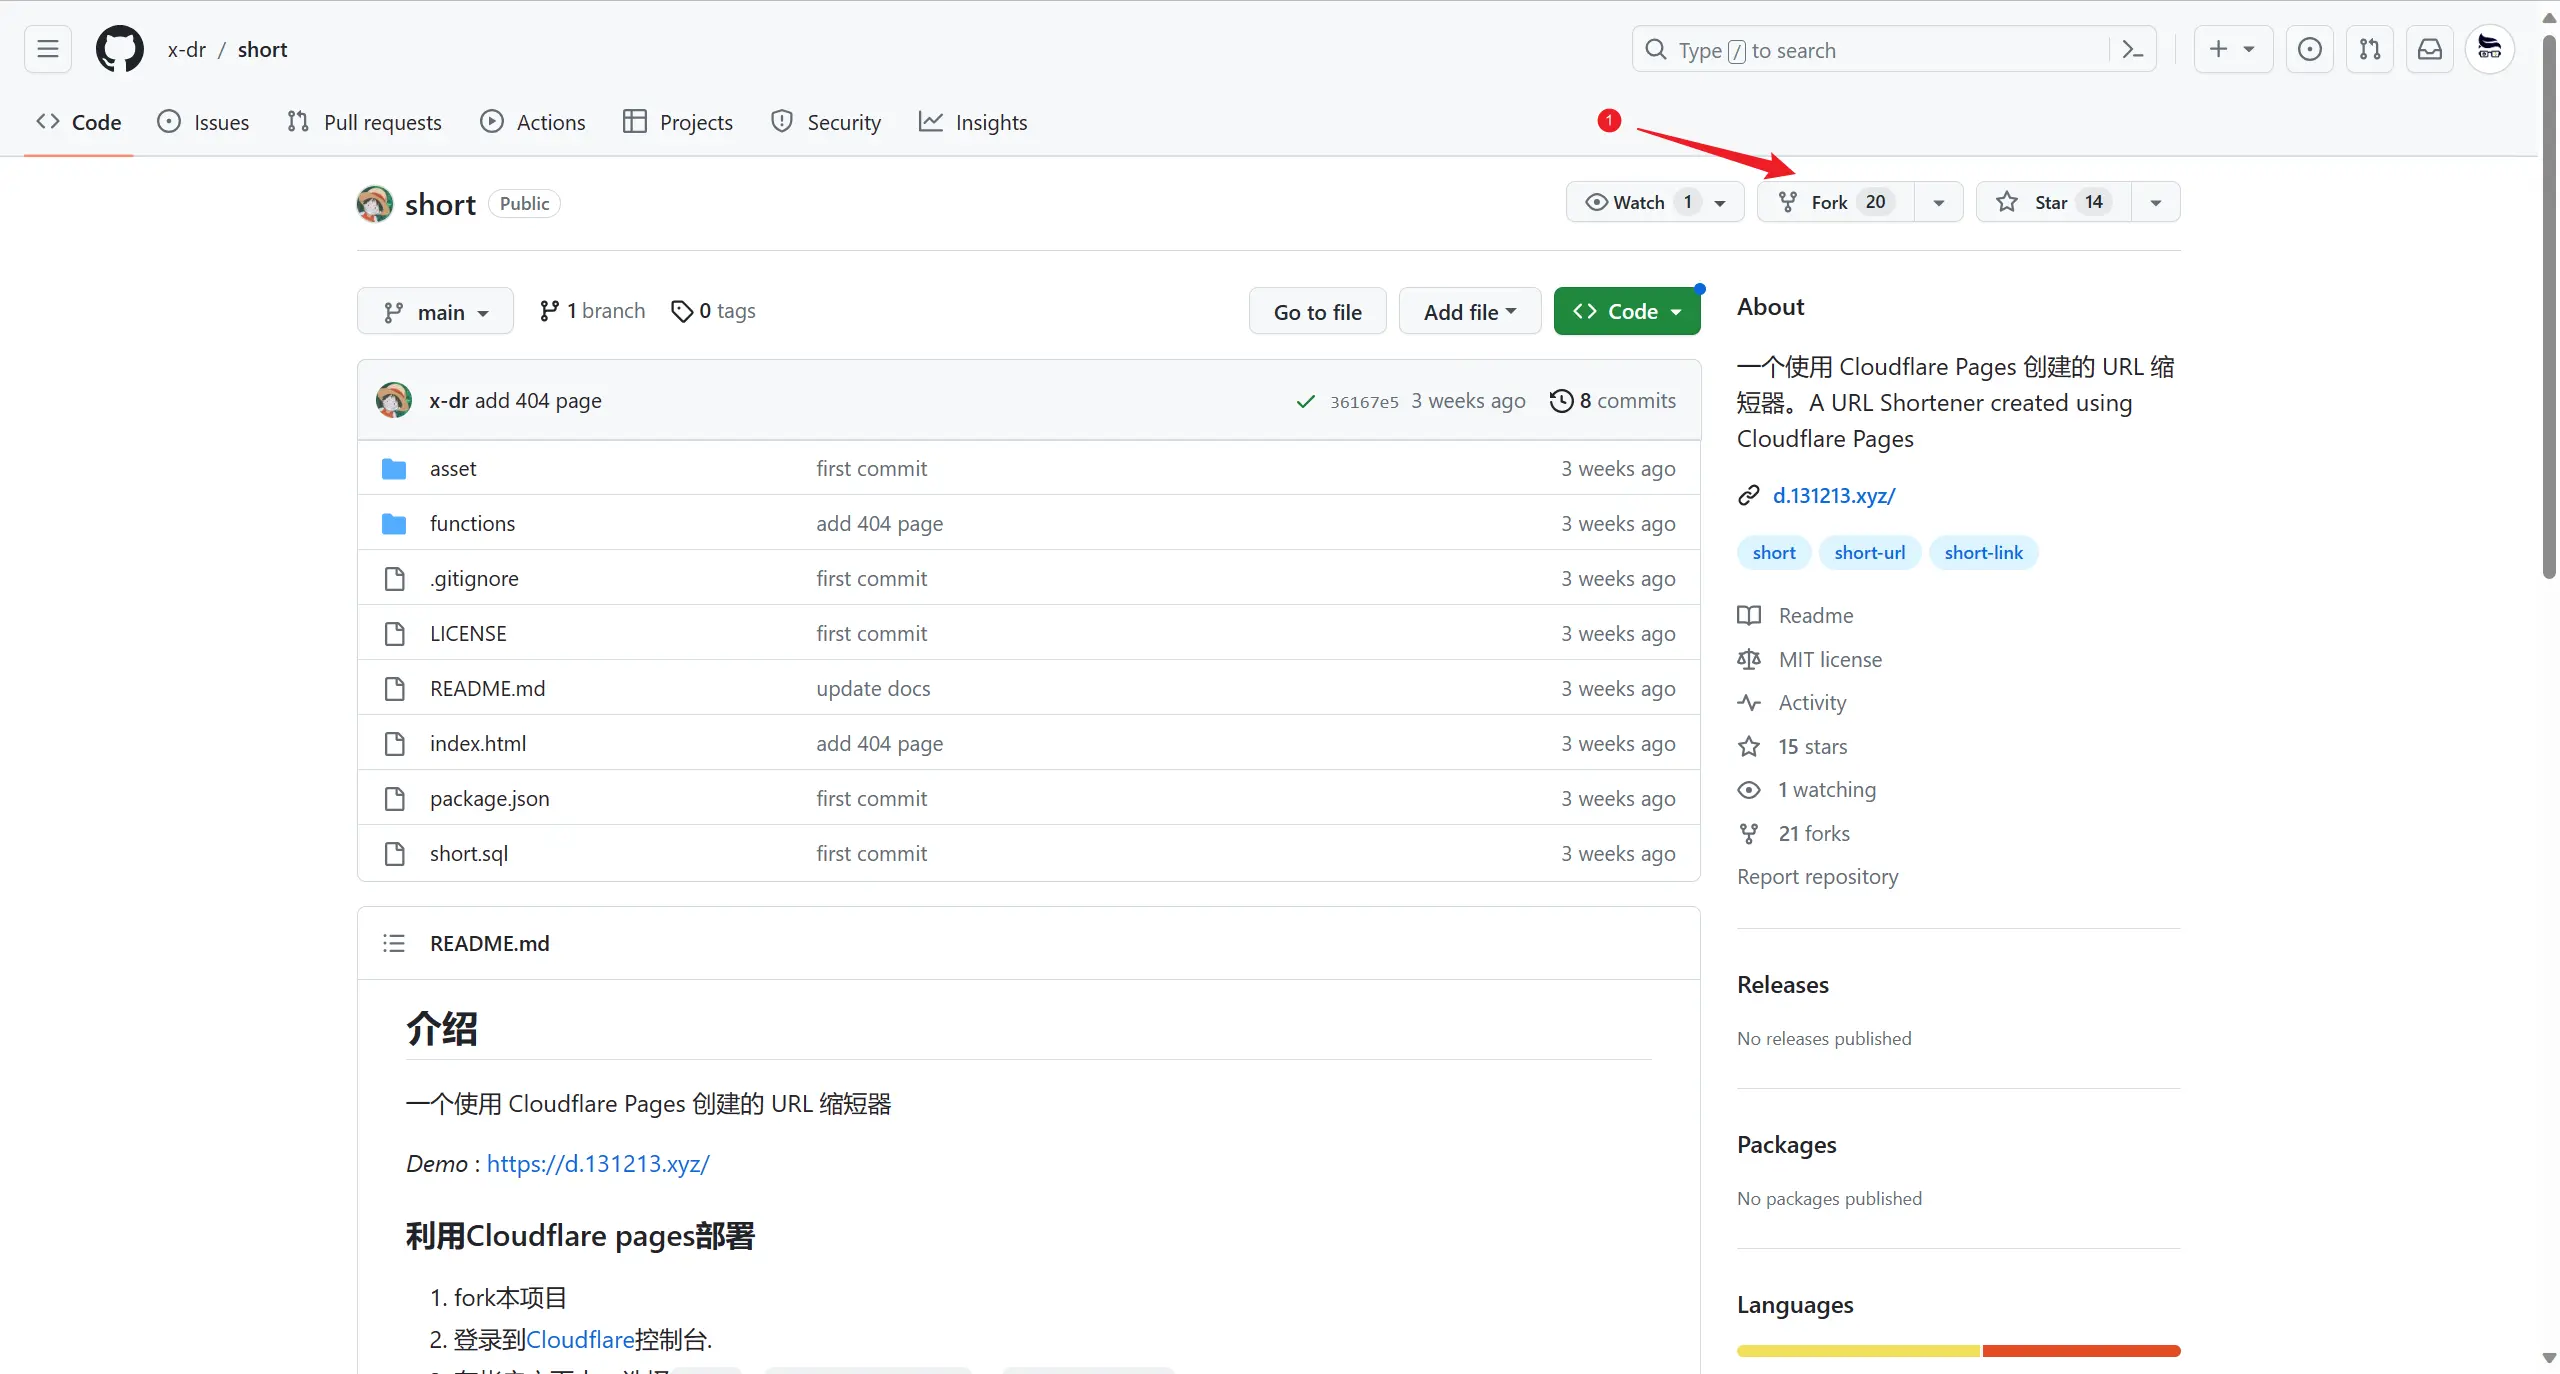 x-dr / short
Type / to search
Code
Issues
Pull requests
Actions
Projects
Security
Insights
1
short Public
Watch 1
Fork 20
Star 14
main
1 branch
0 tags
Go to file
Add file
Code
x-dr add 404 page
36167e5 3 weeks ago
8 commits
asset first commit 3 weeks ago
functions add 404 page 3 weeks ago
.gitignore first commit 3 weeks ago
LICENSE first commit 3 weeks ago
README.md update docs 3 weeks ago
index.html add 404 page 3 weeks ago
package.json first commit 3 weeks ago
short.sql first commit 3 weeks ago
README.md
介绍
一个使用 Cloudflare Pages 创建的 URL 缩短器
Demo : https://d.131213.xyz/
利用Cloudflare pages部署
1. fork本项目
2. 登录到Cloudflare控制台.
About
一个使用 Cloudflare Pages 创建的 URL 缩
短器。A URL Shortener created using
Cloudflare Pages
d.131213.xyz/
short short-url short-link
Readme
MIT license
Activity
15 stars
1 watching
21 forks
Report repository
Releases
No releases published
Packages
No packages published
Languages